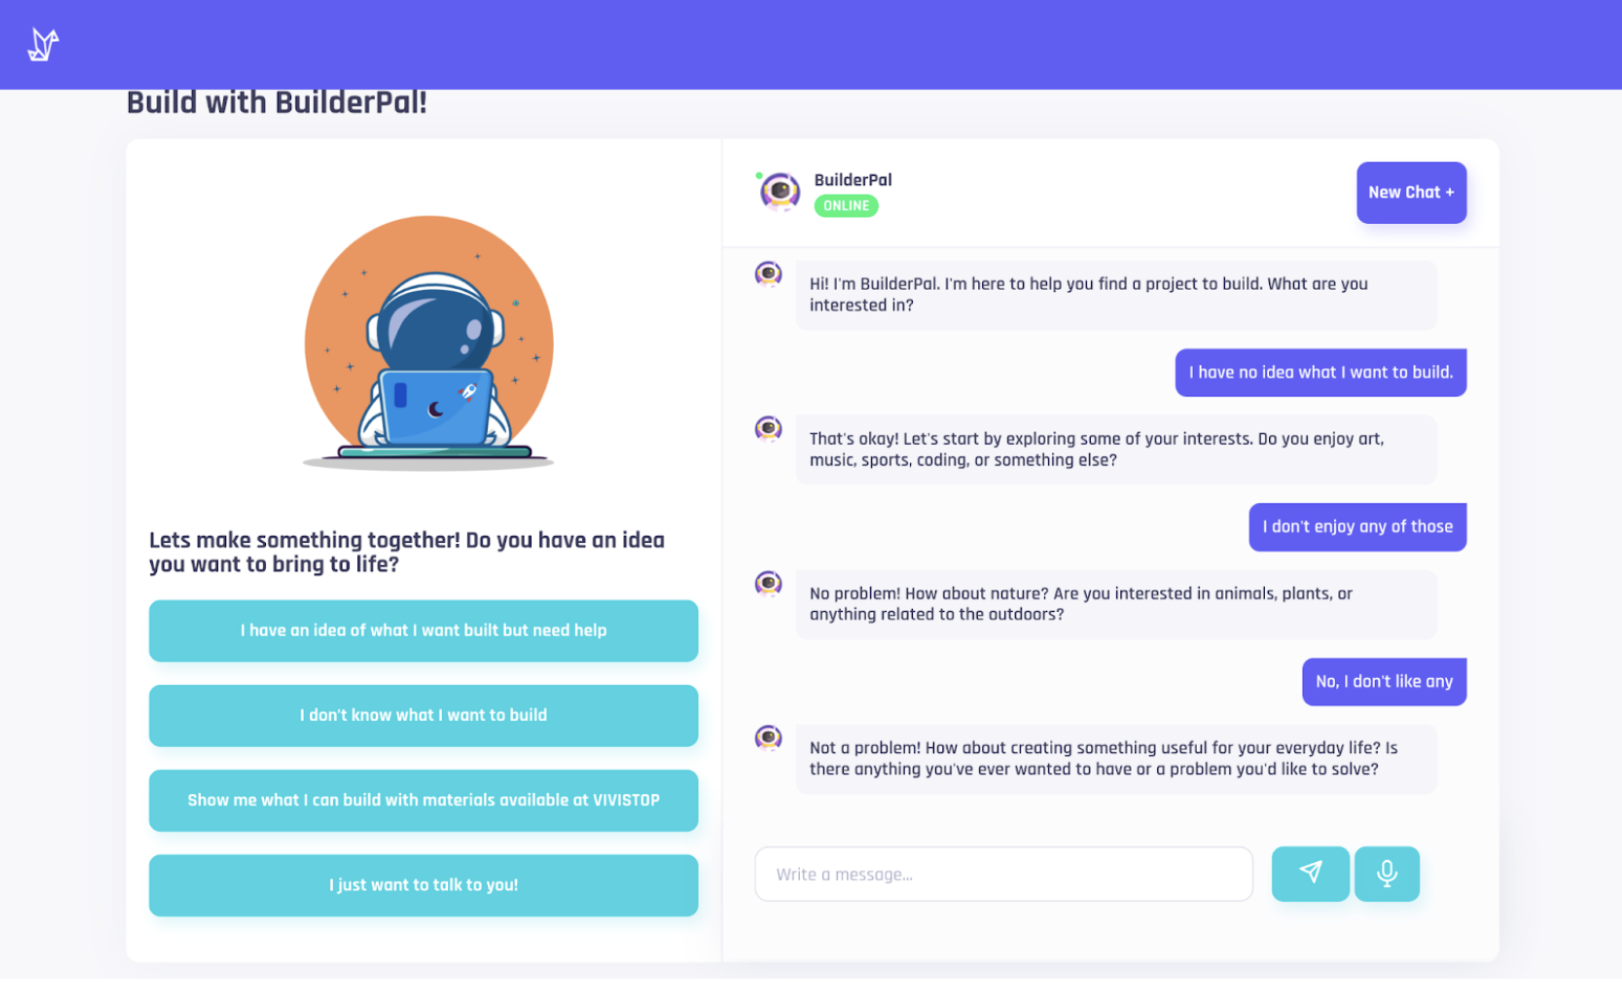 Build with BuilderPal!
Lets make something together! Do you have an idea
you want to bring to life?
I have an idea of what I want built but need help
I don't know what I want to build
Show me what I can build with materials available at VIVISTOP
I just want to talk to you!
BuilderPal
ONLINE
New Chat +
Hi! I'm BuilderPal. I'm here to help you find a project to build. What are you
interested in?
I have no idea what I want to build.
That's okay! Let's start by exploring some of your interests. Do you enjoy art,
music, sports, coding, or something else?
I don't enjoy any of those
No problem! How about nature? Are you interested in animals, plants, or
anything related to the outdoors?
No, I don't like any
Not a problem! How about creating something useful for your everyday life? Is
there anything you've ever wanted to have or a problem you'd like to solve?
Write a message...